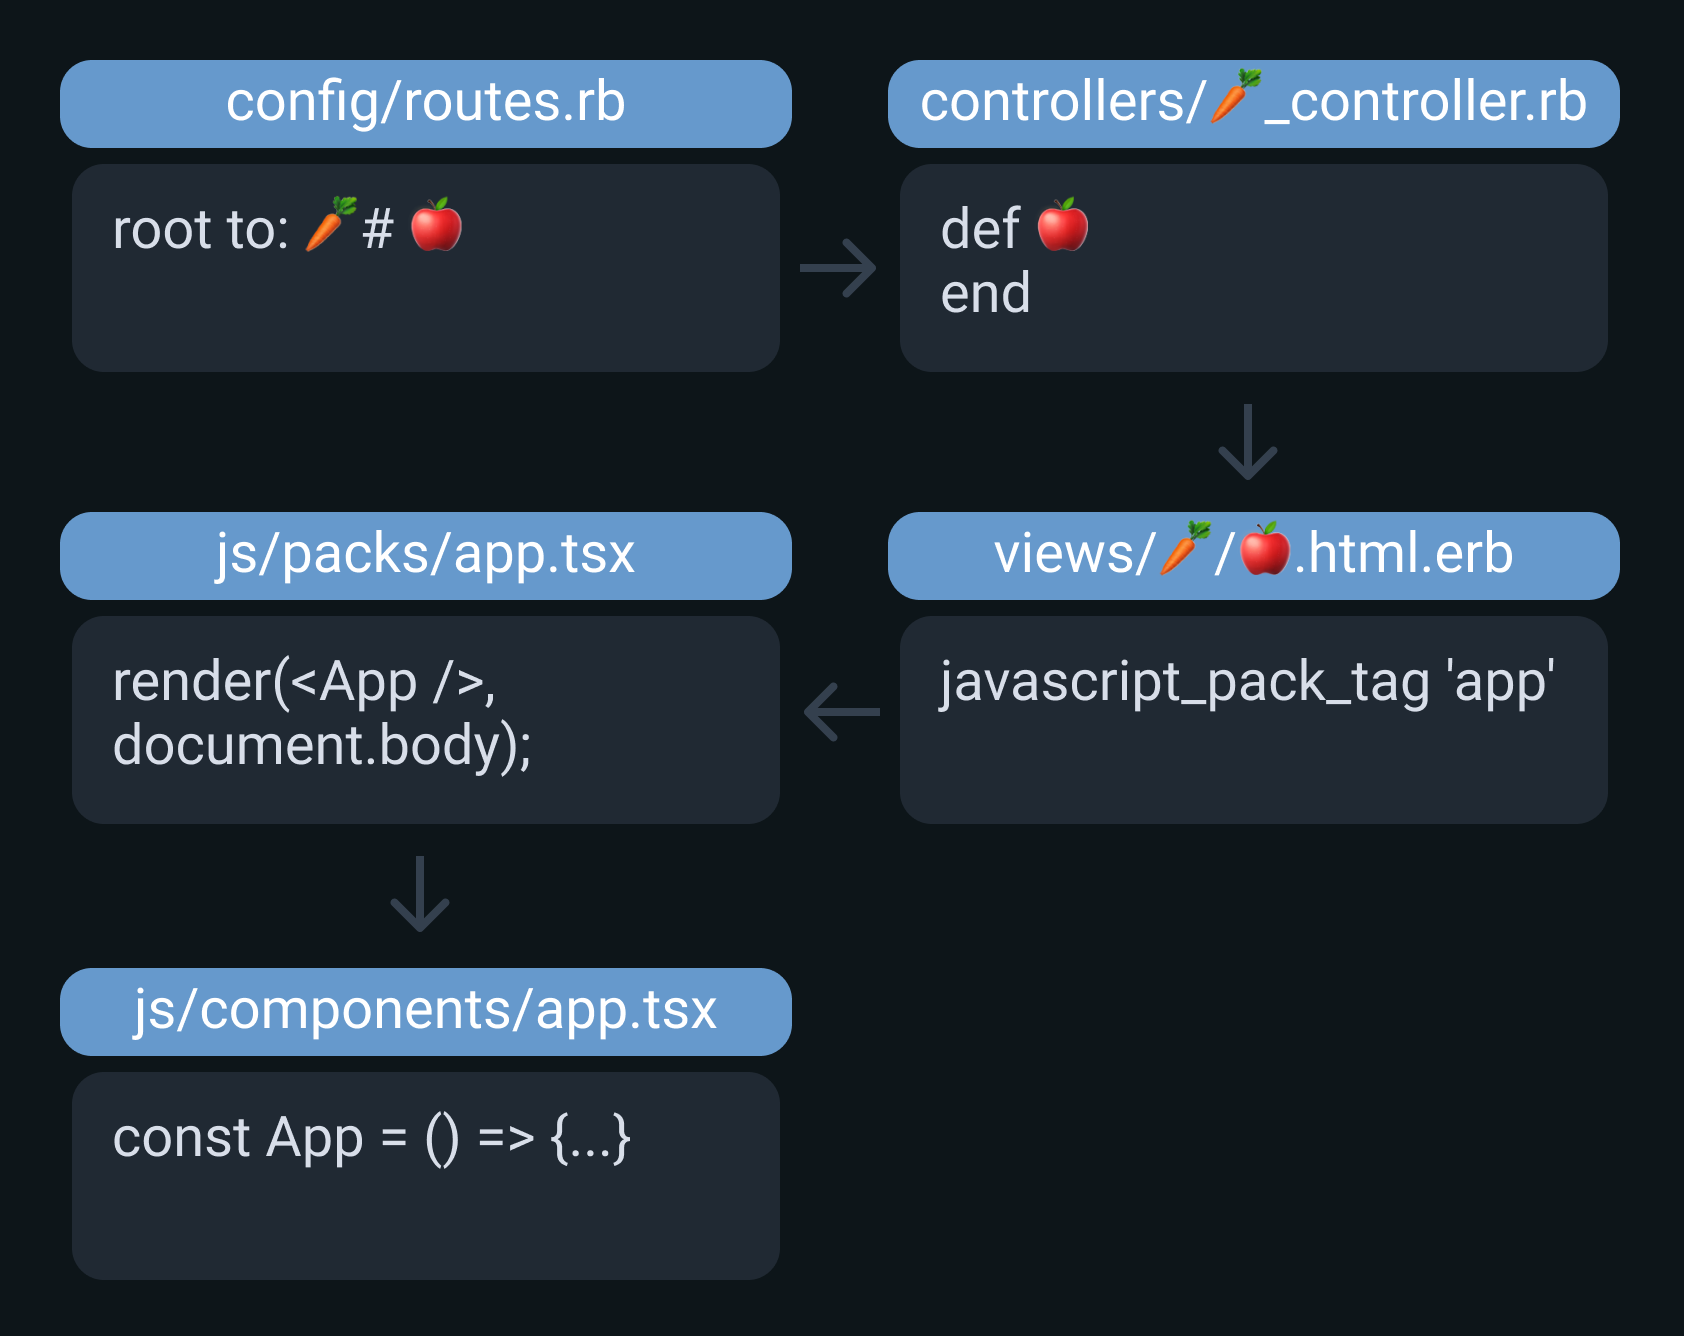 config/routes.rb
root to: 🥕# 🍎
controllers/🥕_controller.rb
def 🍎
end
views/🥕/🍎.html.erb
javascript_pack_tag 'app'
js/packs/app.tsx
render(<App />,
document.body);
js/components/app.tsx
const App = () => {...}